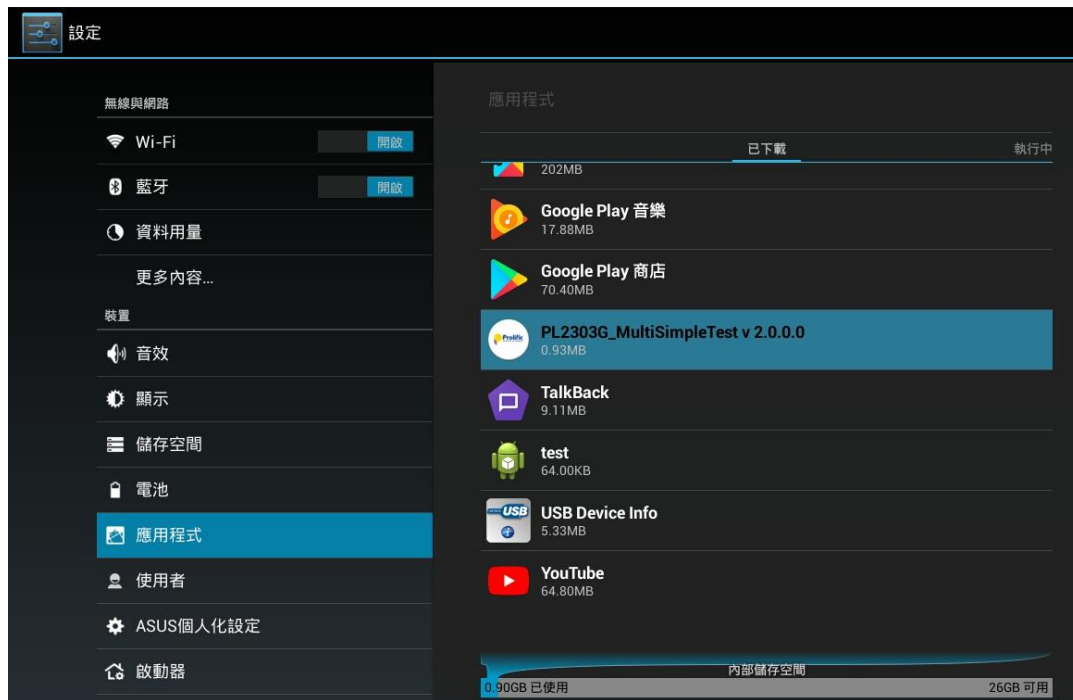 設定
無線與網路
Wi-Fi
開啟
藍牙
開啟
資料用量
更多內容...
裝置
音效
顯示
儲存空間
電池
應用程式
使用者
ASUS個人化設定
啟動器
應用程式
已下載
執行中
202MB
Google Play 音樂
17.88MB
Google Play 商店
70.40MB
Prolific
PL2303G_MultiSimpleTest v 2.0.0.0
0.93MB
TalkBack
9.11MB
test
64.00KB
USB
USB Device Info
5.33MB
YouTube
64.80MB
內部儲存空間
0.90GB 已使用
26GB 可用